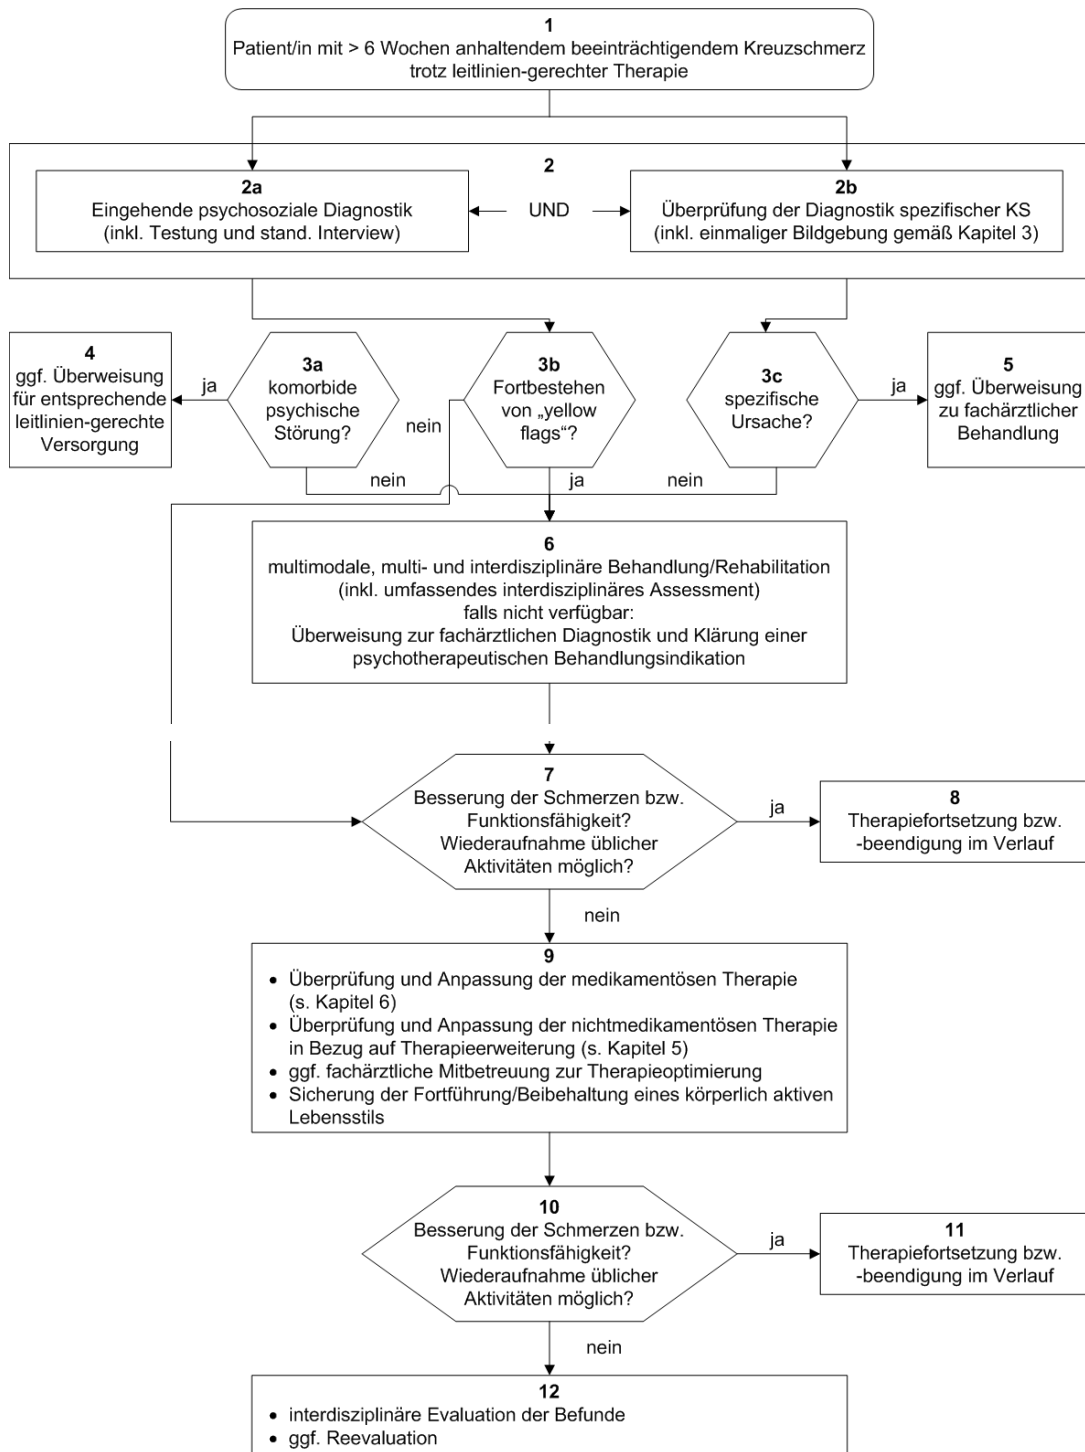 1
Patient/in mit > 6 Wochen anhaltendem beeinträchtigendem Kreuzschmerz
trotz leitlinien-gerechter Therapie
2
2a
Eingehende psychosoziale Diagnostik
(inkl. Testung und stand. Interview)
UND
2b
Überprüfung der Diagnostik spezifischer KS
(inkl. einmaliger Bildgebung gemäß Kapitel 3)
4
ggf. Überweisung
für entsprechende
leitlinien-gerechte
Versorgung
ja
3a
komorbide
psychische
Störung?
nein
nein
3b
Fortbestehen
von „yellow
flags“?
ja
3c
spezifische
Ursache?
nein
ja
5
ggf. Überweisung
zu fachärztlicher
Behandlung
6
multimodale, multi- und interdisziplinäre Behandlung/Rehabilitation
(inkl. umfassendes interdisziplinäres Assessment)
falls nicht verfügbar:
Überweisung zur fachärztlichen Diagnostik und Klärung einer
psychotherapeutischen Behandlungsindikation
7
Besserung der Schmerzen bzw.
Funktionsfähigkeit?
Wiederaufnahme üblicher
Aktivitäten möglich?
ja
8
Therapiefortsetzung bzw.
-beendigung im Verlauf
nein
9
• Überprüfung und Anpassung der medikamentösen Therapie
(s. Kapitel 6)
• Überprüfung und Anpassung der nichtmedikamentösen Therapie
in Bezug auf Therapieerweiterung (s. Kapitel 5)
• ggf. fachärztliche Mitbetreuung zur Therapieoptimierung
• Sicherung der Fortführung/Beibehaltung eines körperlich aktiven
Lebensstils
10
Besserung der Schmerzen bzw.
Funktionsfähigkeit?
Wiederaufnahme üblicher
Aktivitäten möglich?
ja
11
Therapiefortsetzung bzw.
-beendigung im Verlauf
nein
12
• interdisziplinäre Evaluation der Befunde
• ggf. Reevaluation